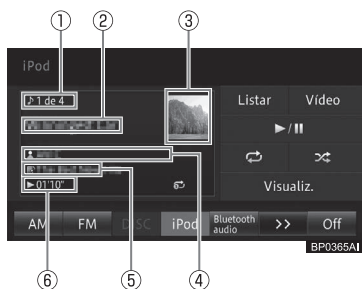 ① ② ③
iPod
♪ 1 de 4
Listar Vídeo
►/II
01'10"
Visualiz.
AM FM DISC iPod Bluetooth audio >> Off
BP0365AI
⑥ ⑤ ④